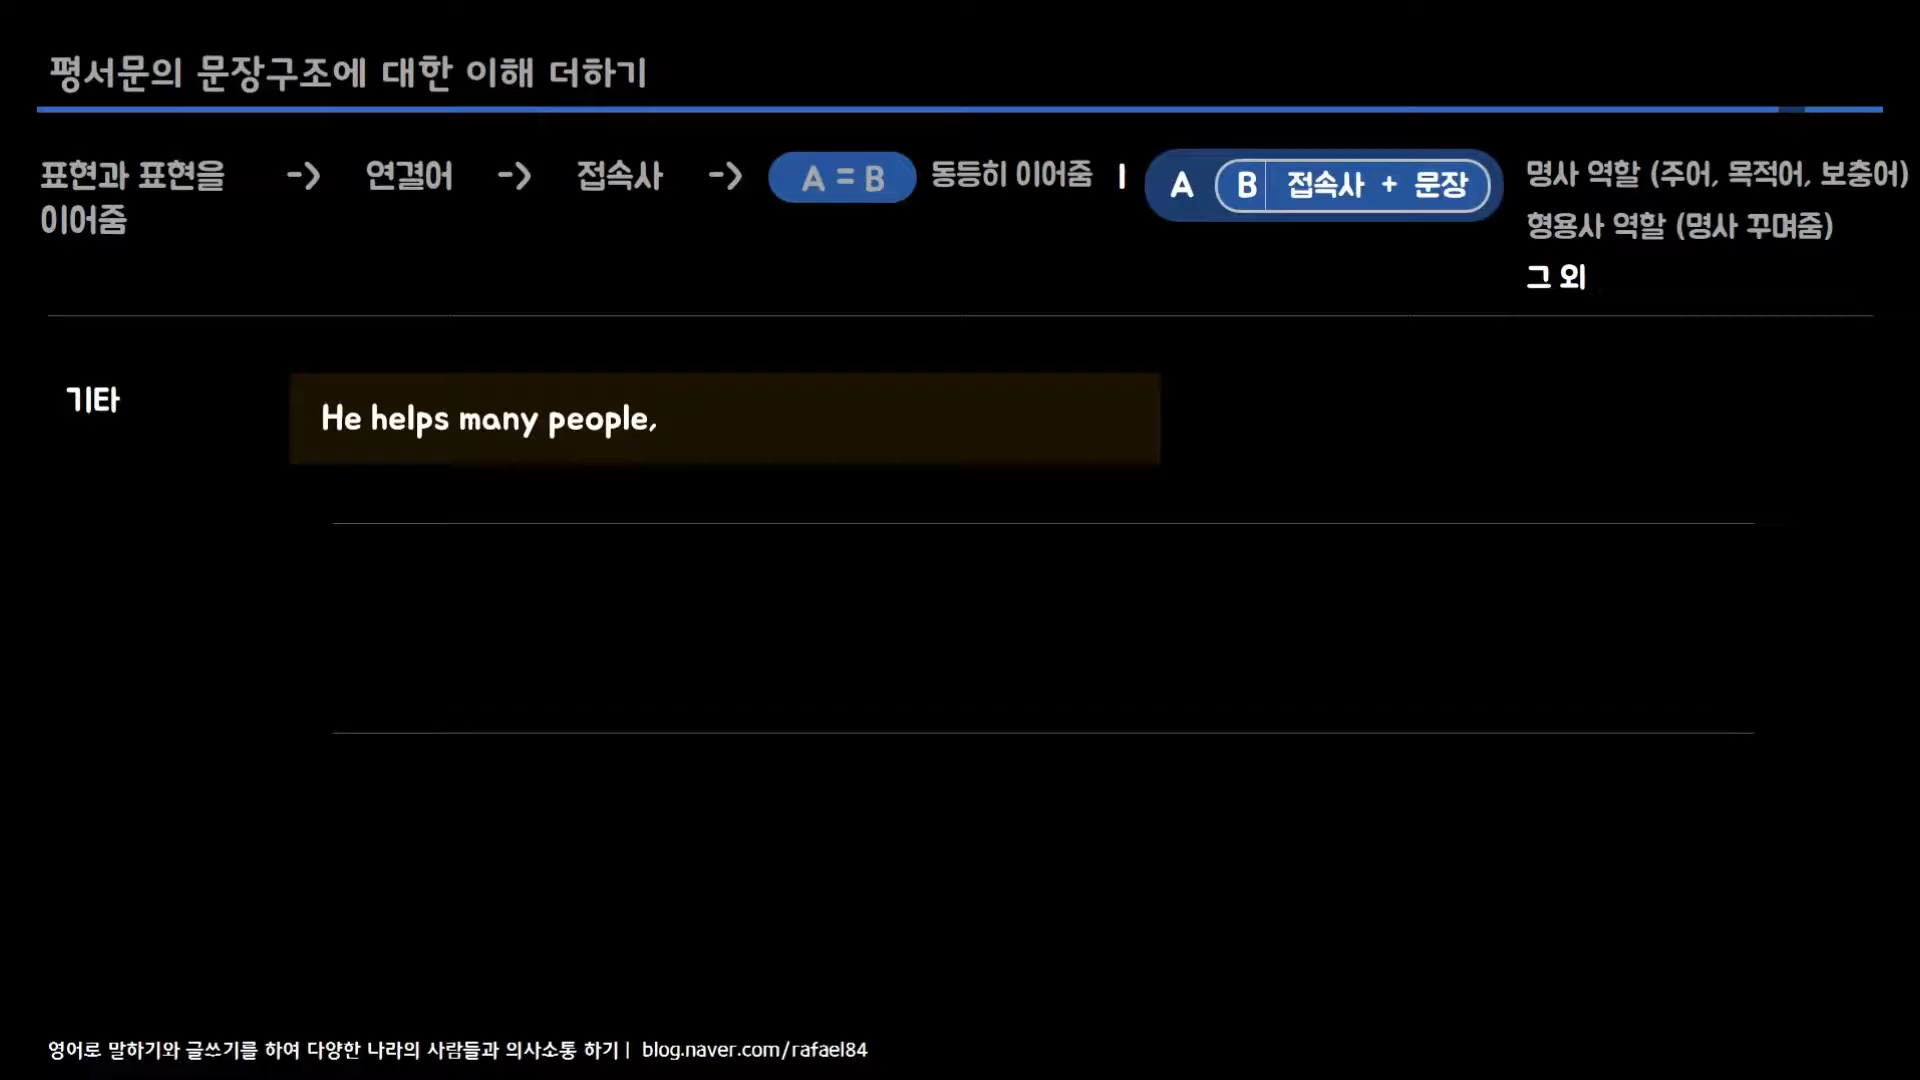 평서문의 문장구조에 대한 이해 더하기
표현과 표현을 -> 연결어 -> 접속사 -> A = B 동등히 이어줌 | A B 접속사 + 문장 명사 역할 (주어, 목적어, 보충어)
이어줌 형용사 역할 (명사 꾸며줌)
그 외
기타 He helps many people,
영어로 말하기와 글쓰기를 하여 다양한 나라의 사람들과 의사소통 하기 | blog.naver.com/rafael84